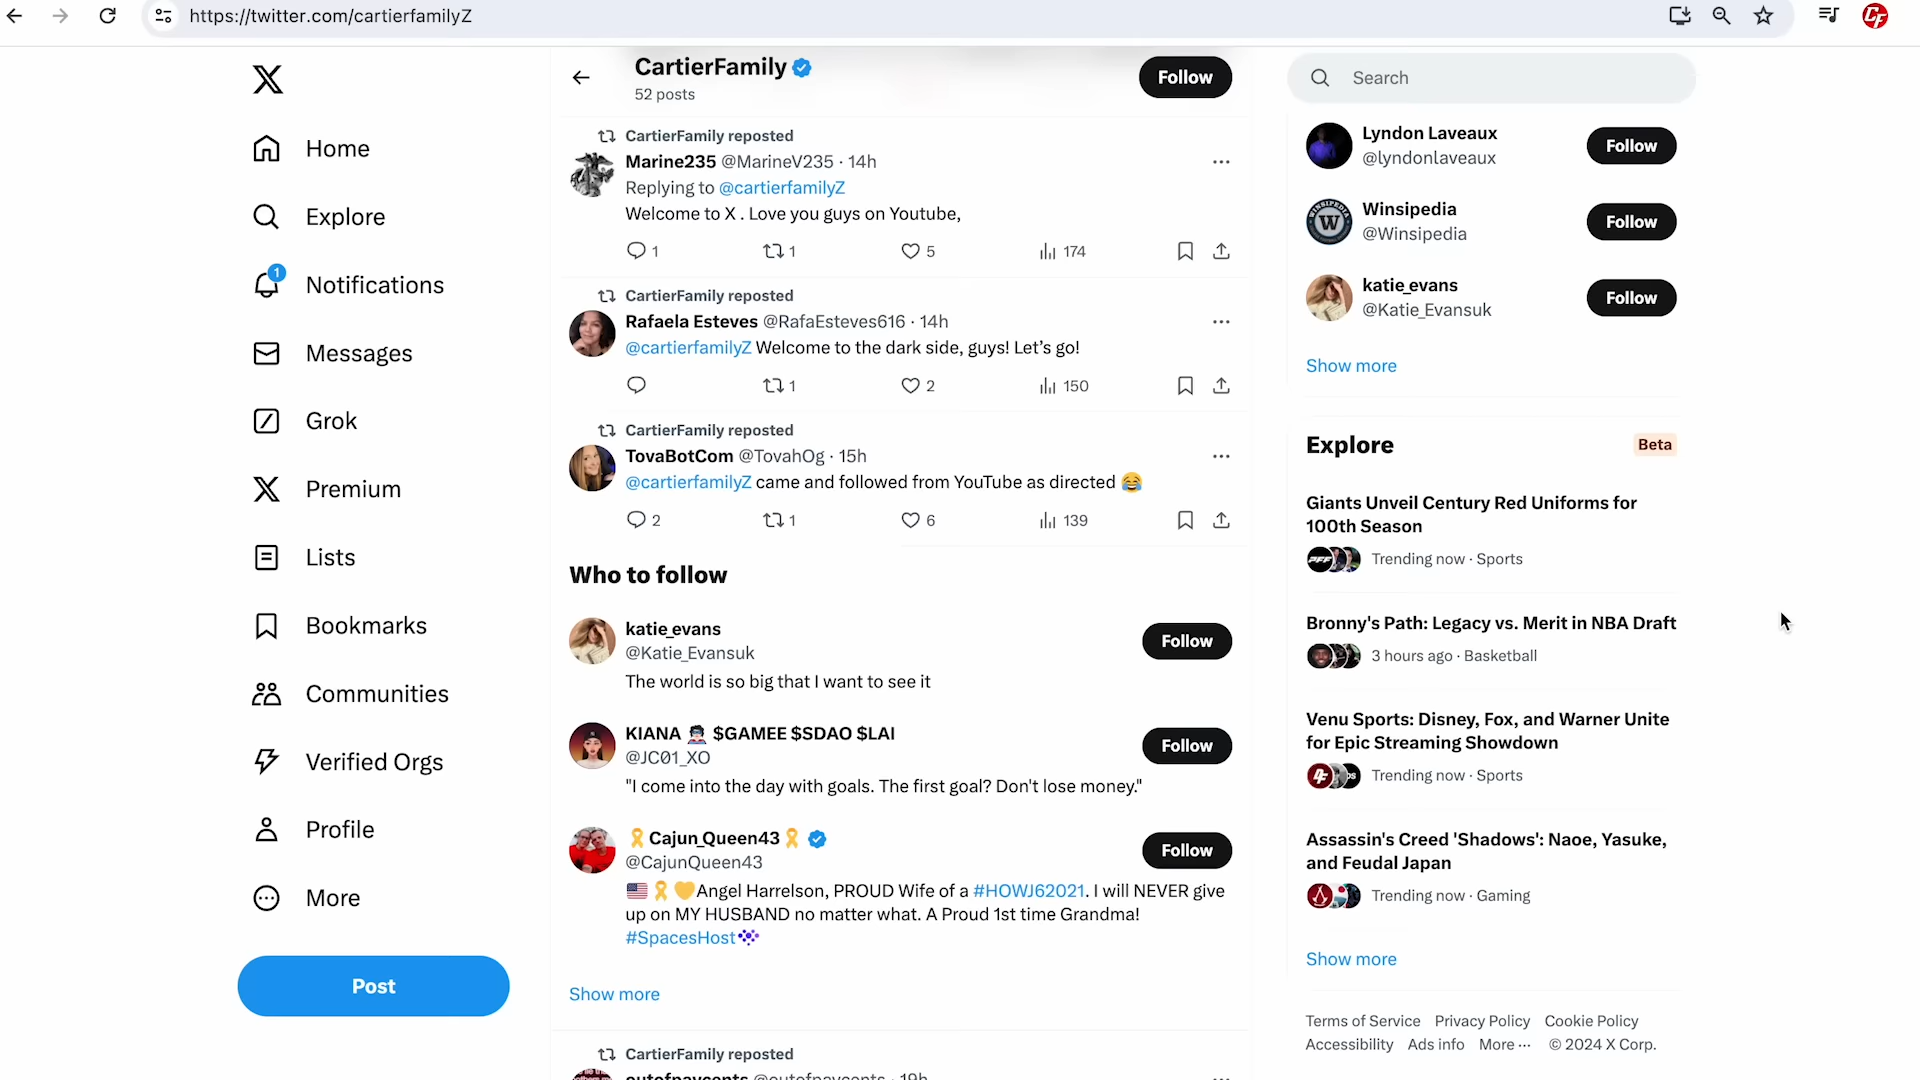 https://twitter.com/cartierfamilyZ
CF
Home
Explore
1
Notifications
Messages
Grok
Premium
Lists
Bookmarks
Communities
Verified Orgs
Profile
More
Post
CartierFamily
52 posts
Follow
CartierFamily reposted
Marine235 @MarineV235 · 14h
Replying to @cartierfamilyZ
Welcome to X . Love you guys on Youtube,
1 1 5 174
CartierFamily reposted
Rafaela Esteves @RafaEsteves616 · 14h
@cartierfamilyZ Welcome to the dark side, guys! Let’s go!
1 2 150
CartierFamily reposted
TovaBotCom @TovahOg · 15h
@cartierfamilyZ came and followed from YouTube as directed 😂
2 1 6 139
Who to follow
katie_evans
@Katie_Evansuk
Follow
The world is so big that I want to see it
KIANA $GAMEE $SDAO $LAI
@JC01_XO
Follow
"I come into the day with goals. The first goal? Don't lose money."
🎗Cajun_Queen43🎗
@CajunQueen43
Follow
🇺🇸🎗💛Angel Harrelson, PROUD Wife of a #HOWJ62021. I will NEVER give
up on MY HUSBAND no matter what. A Proud 1st time Grandma!
#SpacesHost
Show more
CartierFamily reposted
outofpaycents @outofpaycents · 19h
Search
Lyndon Laveaux
@lyndonlaveaux
Follow
WINSIPEDIA
W
Winsipedia
@Winsipedia
Follow
katie_evans
@Katie_Evansuk
Follow
Show more
Explore
Beta
Giants Unveil Century Red Uniforms for
100th Season
Trending now · Sports
Bronny's Path: Legacy vs. Merit in NBA Draft
3 hours ago · Basketball
Venu Sports: Disney, Fox, and Warner Unite
for Epic Streaming Showdown
Trending now · Sports
Assassin's Creed 'Shadows': Naoe, Yasuke,
and Feudal Japan
Trending now · Gaming
Show more
Terms of Service Privacy Policy Cookie Policy
Accessibility Ads info More ··· © 2024 X Corp.